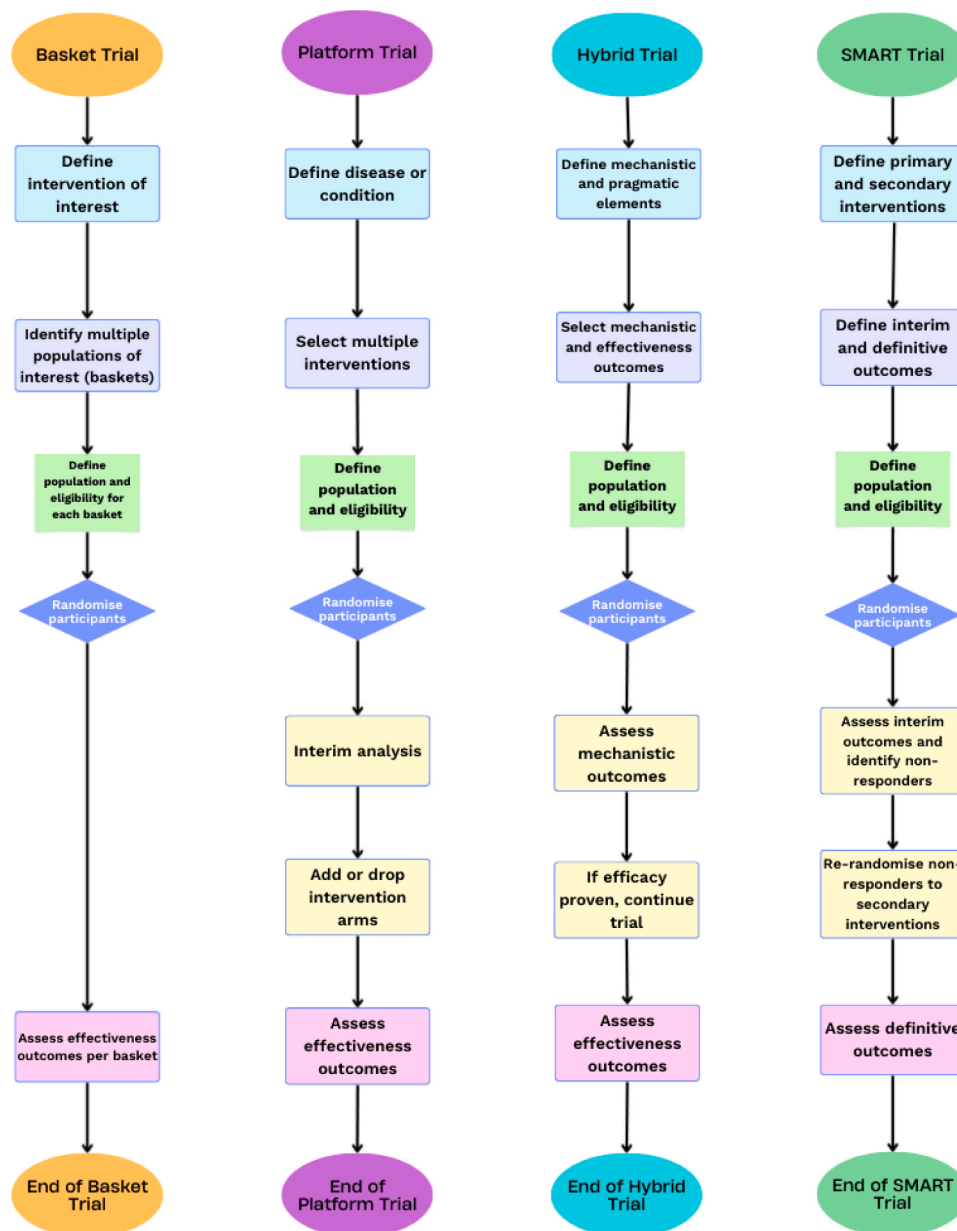 Basket Trial
Define
intervention of
interest
Identify multiple
populations of
interest (baskets)
Define
population and
eligibility for
each basket
Randomise
participants
Assess effectiveness
outcomes per basket
End of Basket
Trial
Platform Trial
Define disease or
condition
Select multiple
interventions
Define
population
and eligibility
Randomise
participants
Interim analysis
Add or drop
intervention
arms
Assess
effectiveness
outcomes
End of
Platform Trial
Hybrid Trial
Define mechanistic
and pragmatic
elements
Select mechanistic
and effectiveness
outcomes
Define
population
and eligibility
Randomise
participants
Assess
mechanistic
outcomes
If efficacy
proven, continue
trial
Assess
effectiveness
outcomes
End of Hybrid
Trial
SMART Trial
Define primary
and secondary
interventions
Define interim
and definitive
outcomes
Define
population
and eligibility
Randomise
participants
Assess interim
outcomes and
identify non-
responders
Re-randomise non-
responders to
secondary
interventions
Assess definitive
outcomes
End of SMART
Trial